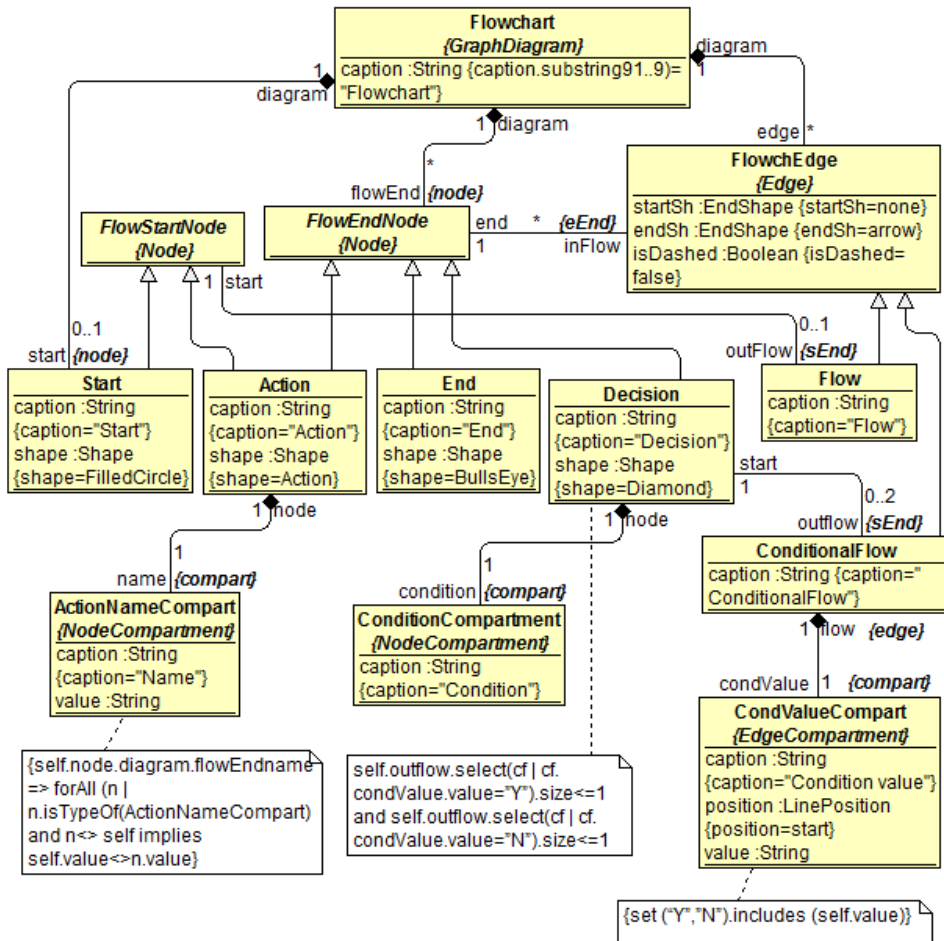 Flowchart
{GraphDiagram}
caption :String {caption.substring91..9)=
"Flowchart"}
1
diagram
1 diagram
diagram
1
*
flowEnd {node}
edge *
FlowStartNode
{Node}
1 start
FlowEndNode
{Node}
end * {eEnd}
1 inFlow
FlowchEdge
{Edge}
startSh :EndShape {startSh=none}
endSh :EndShape {endSh=arrow}
isDashed :Boolean {isDashed=
false}
0..1
start {node}
0..1
outFlow {sEnd}
Start
caption :String
{caption="Start"}
shape :Shape
{shape=FilledCircle}
Action
caption :String
{caption="Action"}
shape :Shape
{shape=Action}
End
caption :String
{caption="End"}
shape :Shape
{shape=BullsEye}
Decision
caption :String
{caption="Decision"}
shape :Shape
{shape=Diamond}
Flow
caption :String
{caption="Flow"}
start
1
0..2
outflow {sEnd}
1 node
1
name {compart}
1 node
1
condition {compart}
ConditionalFlow
caption :String {caption="
ConditionalFlow"}
1 flow {edge}
condValue 1 {compart}
ActionNameCompart
{NodeCompartment}
caption :String
{caption="Name"}
value :String
ConditionCompartment
{NodeCompartment}
caption :String
{caption="Condition"}
CondValueCompart
{EdgeCompartment}
caption :String
{caption="Condition value"}
position :LinePosition
{position=start}
value :String
{self.node.diagram.flowEndname
=> forAll (n |
n.isTypeOf(ActionNameCompart)
and n<> self implies
self.value<>n.value}
self.outflow.select(cf | cf.
condValue.value=”Y”).size<=1
and self.outflow.select(cf | cf.
condValue.value=”N”).size<=1
{set (“Y”,”N”).includes (self.value)}